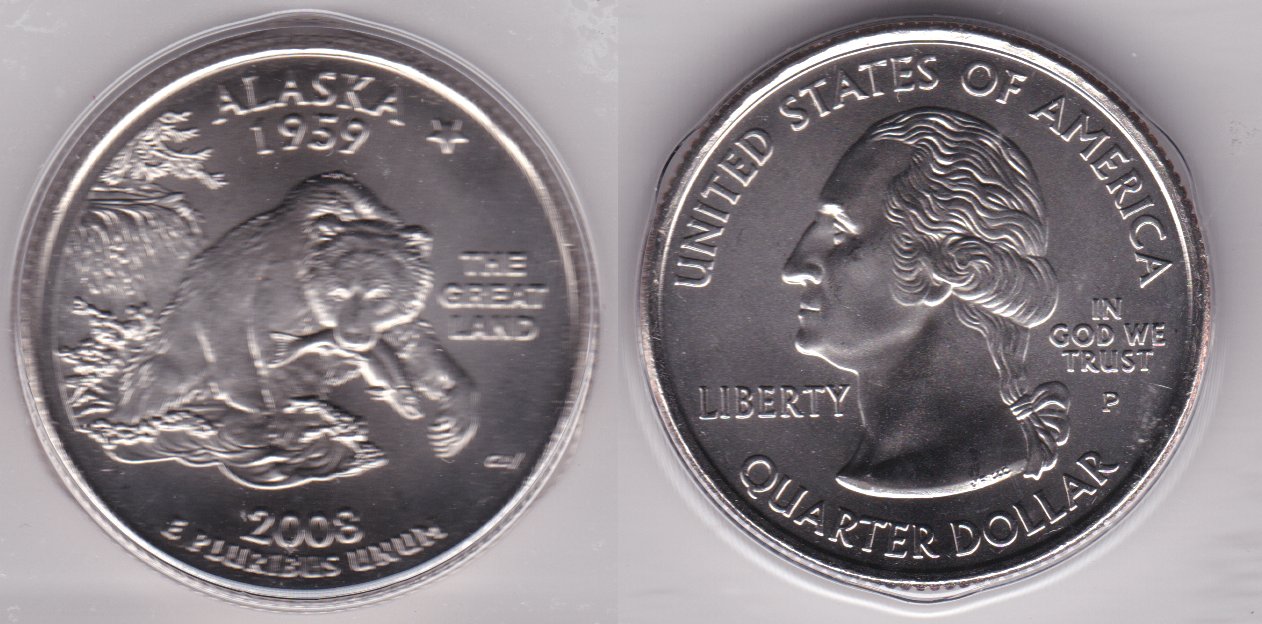 ALASKA
1959
THE
GREAT
LAND
2008
E PLURIBUS UNUM
UNITED STATES OF AMERICA
IN
GOD WE
TRUST
LIBERTY
P
QUARTER DOLLAR